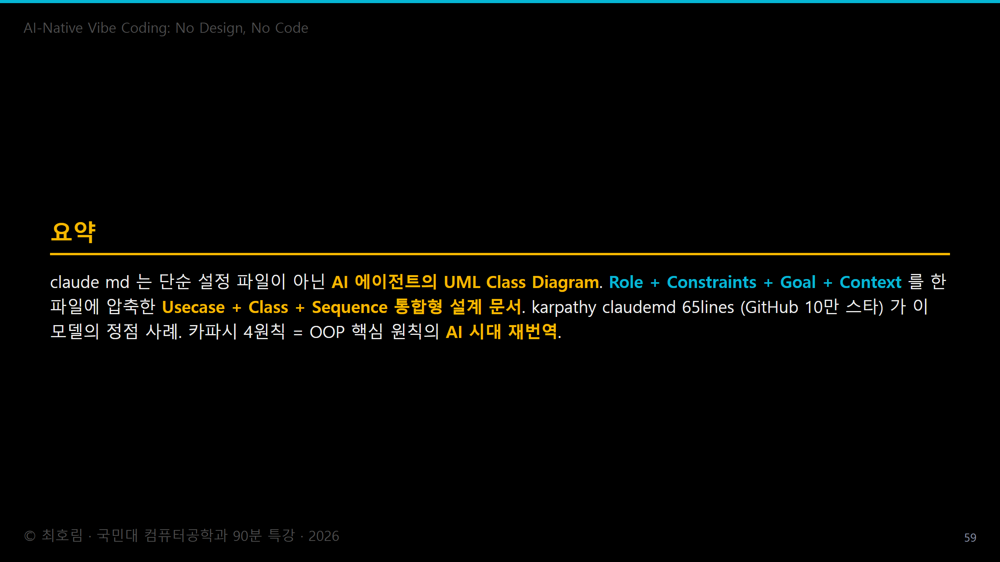 AI-Native Vibe Coding: No Design, No Code
요약
claude md 는 단순 설정 파일이 아닌 AI 에이전트의 UML Class Diagram. Role + Constraints + Goal + Context 를 한
파일에 압축한 Usecase + Class + Sequence 통합형 설계 문서. karpathy claudemd 65lines (GitHub 10만 스타) 가 이
모델의 정점 사례. 카파시 4원칙 = OOP 핵심 원칙의 AI 시대 재번역.
© 최호림 · 국민대 컴퓨터공학과 90분 특강 · 2026
59